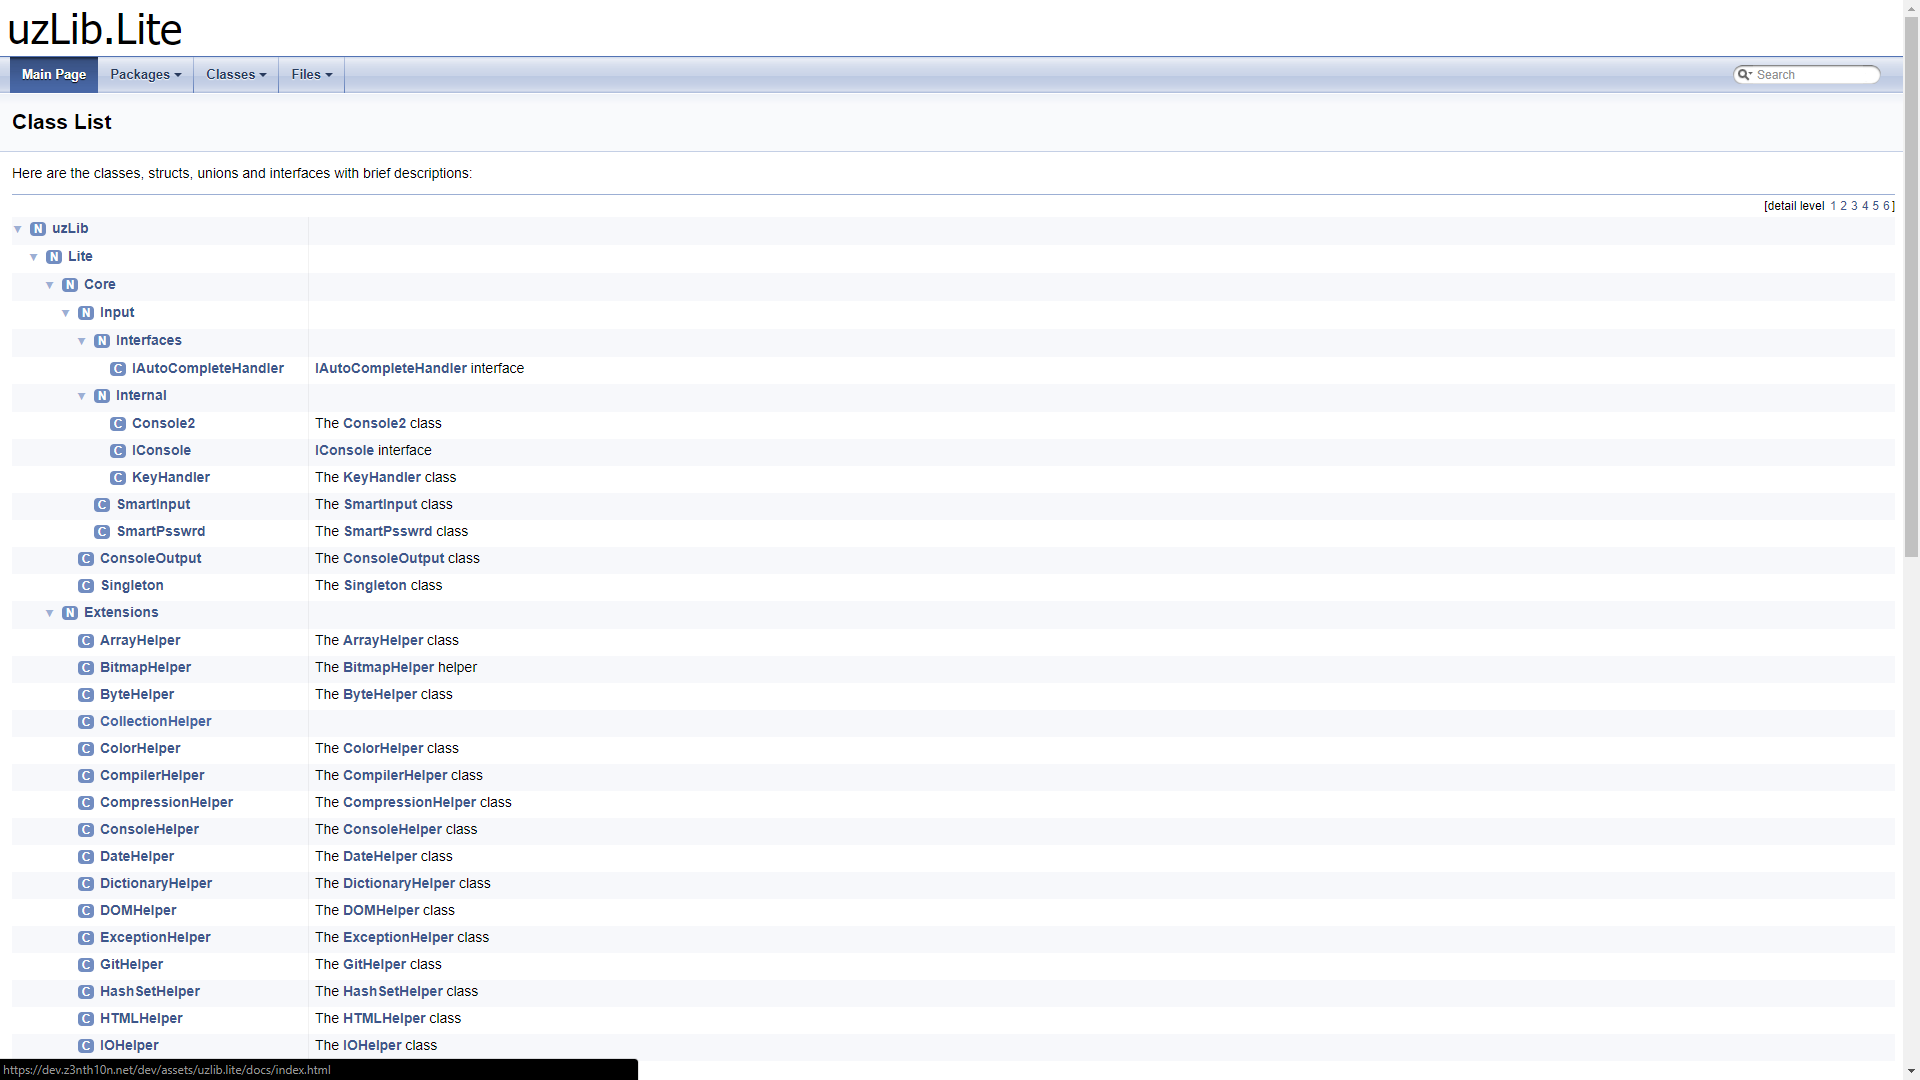 uzLib.Lite
Main Page Packages Classes Files Search
Class List
Here are the classes, structs, unions and interfaces with brief descriptions:
[detail level 1 2 3 4 5 6]
N uzLib
N Lite
N Core
N Input
N Interfaces
C IAutoCompleteHandler IAutoCompleteHandler interface
N Internal
C Console2 The Console2 class
C IConsole IConsole interface
C KeyHandler The KeyHandler class
C SmartInput The SmartInput class
C SmartPsswrd The SmartPsswrd class
C ConsoleOutput The ConsoleOutput class
C Singleton The Singleton class
N Extensions
C ArrayHelper The ArrayHelper class
C BitmapHelper The BitmapHelper helper
C ByteHelper The ByteHelper class
C CollectionHelper
C ColorHelper The ColorHelper class
C CompilerHelper The CompilerHelper class
C CompressionHelper The CompressionHelper class
C ConsoleHelper The ConsoleHelper class
C DateHelper The DateHelper class
C DictionaryHelper The DictionaryHelper class
C DOMHelper The DOMHelper class
C ExceptionHelper The ExceptionHelper class
C GitHelper The GitHelper class
C HashSetHelper The HashSetHelper class
C HTMLHelper The HTMLHelper class
C IOHelper The IOHelper class
https://dev.z3nth10n.net/dev/assets/uzlib.lite/docs/index.html